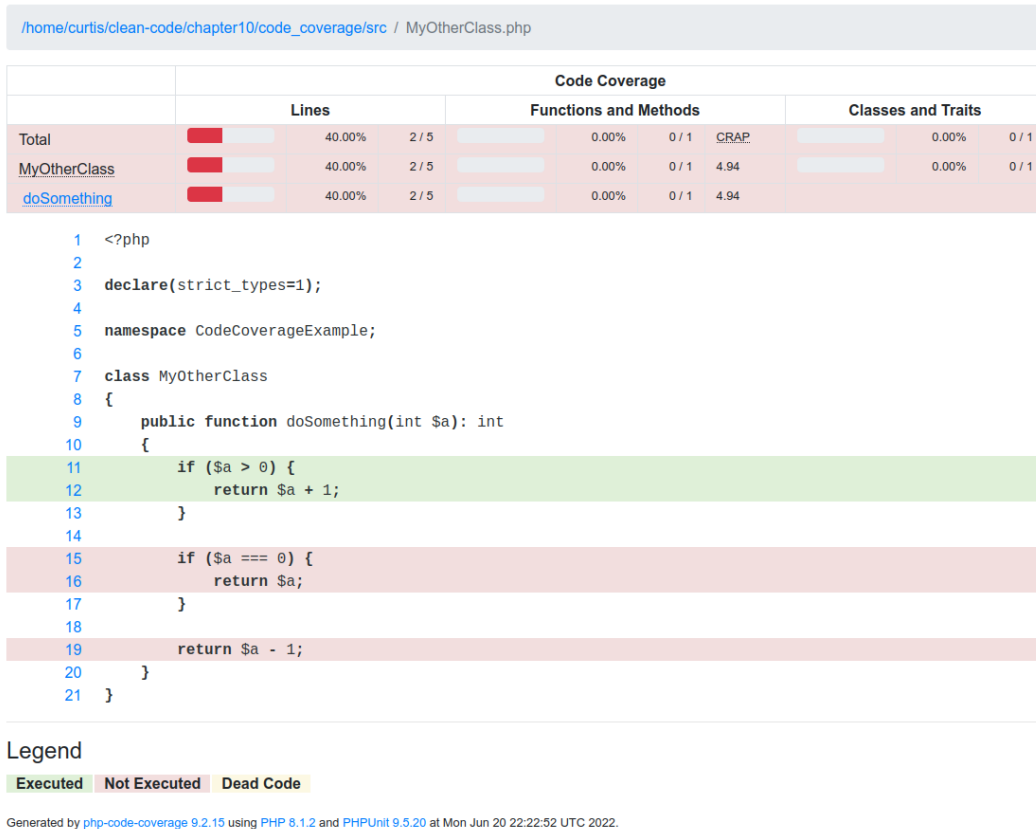 /home/curtis/clean-code/chapter10/code_coverage/src / MyOtherClass.php
Code Coverage
Lines Functions and Methods Classes and Traits
Total 40.00% 2 / 5 0.00% 0 / 1 CRAP 0.00% 0 / 1
MyOtherClass 40.00% 2 / 5 0.00% 0 / 1 4.94 0.00% 0 / 1
doSomething 40.00% 2 / 5 0.00% 0 / 1 4.94
1 <?php
2
3 declare(strict_types=1);
4
5 namespace CodeCoverageExample;
6
7 class MyOtherClass
8 {
9     public function doSomething(int $a): int
10     {
11         if ($a > 0) {
12             return $a + 1;
13         }
14
15         if ($a === 0) {
16             return $a;
17         }
18
19         return $a - 1;
20     }
21 }
Legend
Executed Not Executed Dead Code
Generated by php-code-coverage 9.2.15 using PHP 8.1.2 and PHPUnit 9.5.20 at Mon Jun 20 22:22:52 UTC 2022.